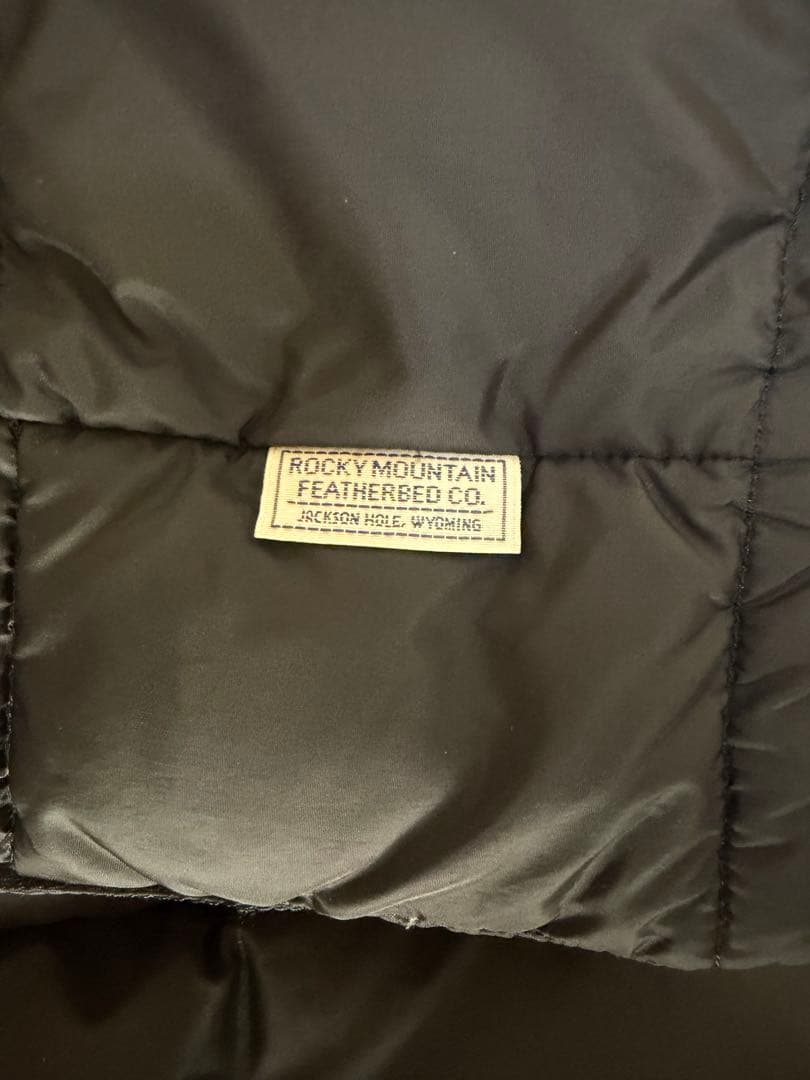 ROCKY MOUNTAIN
FEATHERBED CO.
JACKSON HOLE, WYOMING